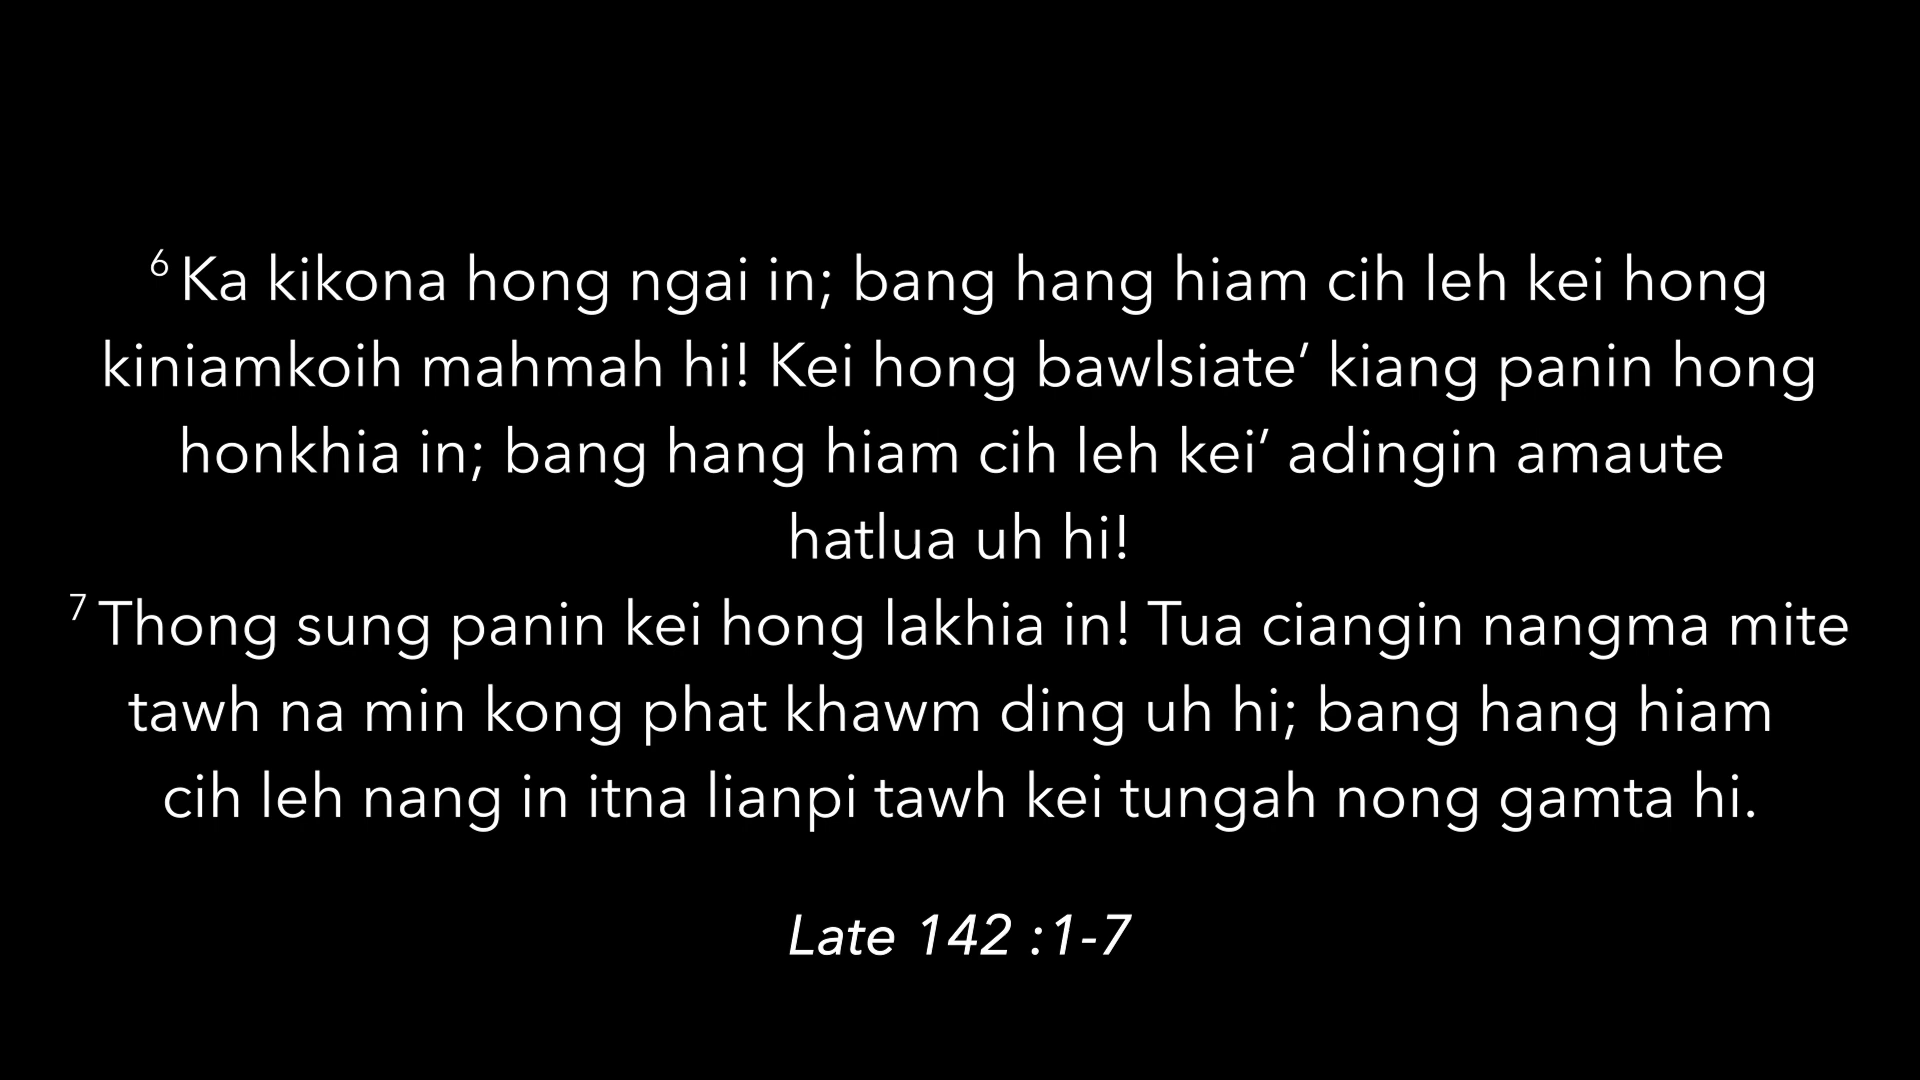 6 Ka kikona hong ngai in; bang hang hiam cih leh kei hong
kiniamkoih mahmah hi! Kei hong bawlsiate’ kiang panin hong
honkhia in; bang hang hiam cih leh kei’ adingin amaute
hatlua uh hi!
7 Thong sung panin kei hong lakhia in! Tua ciangin nangma mite
tawh na min kong phat khawm ding uh hi; bang hang hiam
cih leh nang in itna lianpi tawh kei tungah nong gamta hi.
Late 142 :1-7